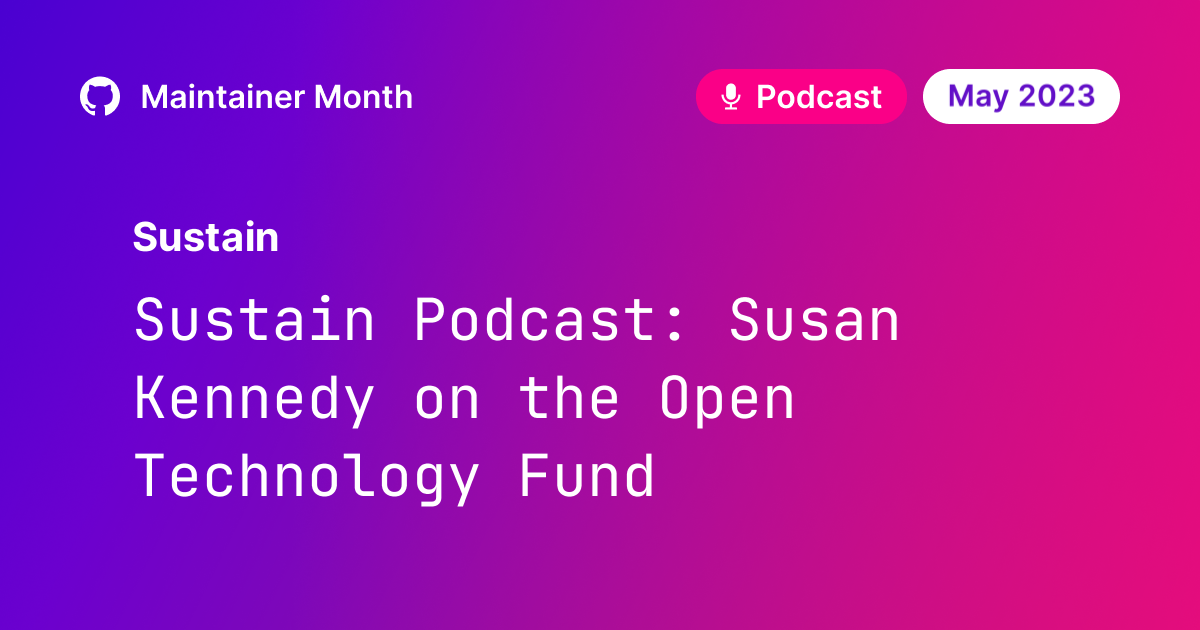 Maintainer Month
Podcast
May 2023
Sustain
Sustain Podcast: Susan
Kennedy on the Open
Technology Fund